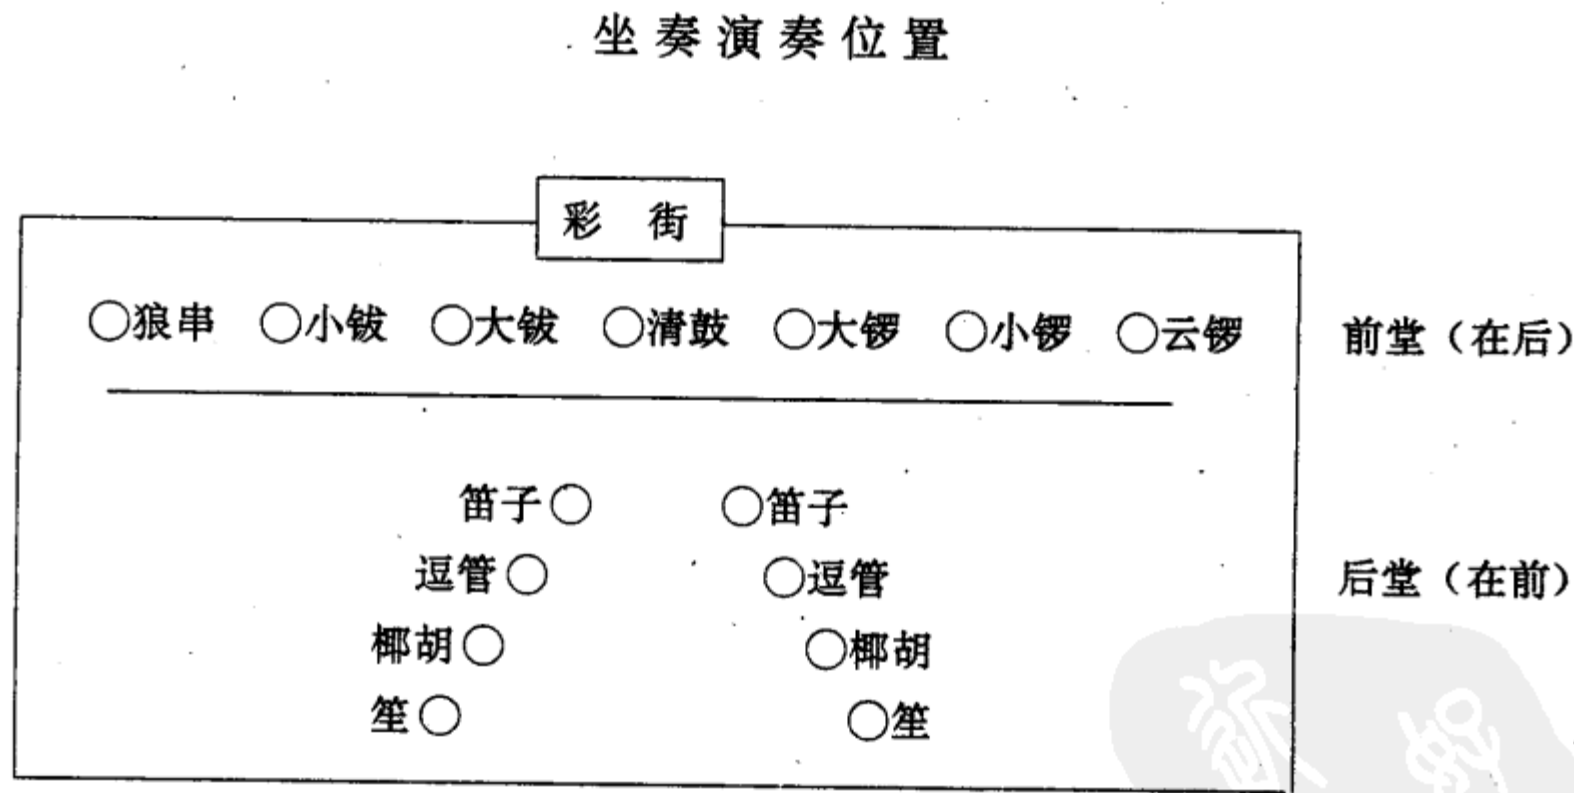 坐奏演奏位置
彩 街
○狼串 ○小钹 ○大钹 ○清鼓 ○大锣 ○小锣 ○云锣 前堂（在后）
笛子○ ○笛子
逗管○ ○逗管 后堂（在前）
椰胡○ ○椰胡
笙○ ○笙